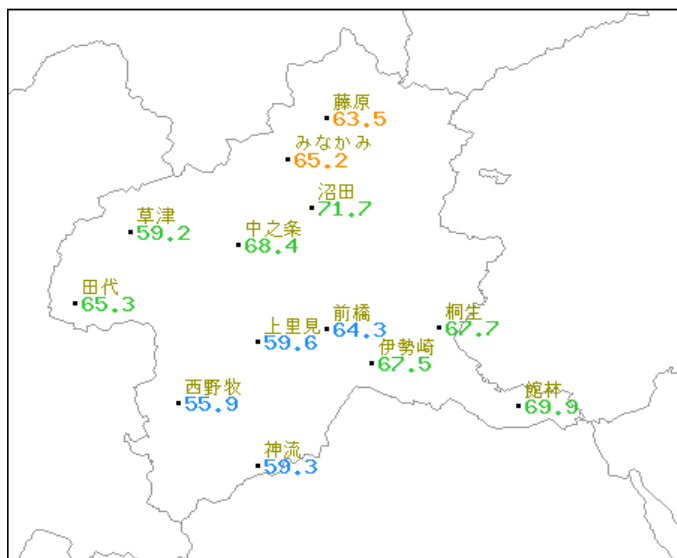 藤原
63.5
みなかみ
65.2
沼田
71.7
草津
59.2
中之条
68.4
田代
65.3
上里見
59.6
前橋
64.3
桐生
67.7
伊勢崎
67.5
西野牧
55.9
館林
69.9
神流
59.3